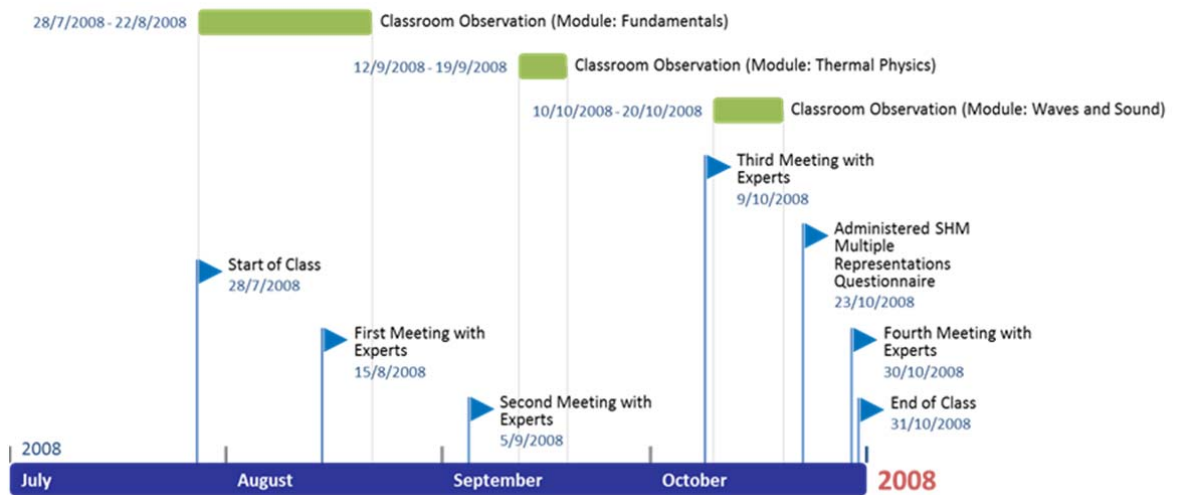 28/7/2008 - 22/8/2008 Classroom Observation (Module: Fundamentals)
12/9/2008 - 19/9/2008 Classroom Observation (Module: Thermal Physics)
10/10/2008 - 20/10/2008 Classroom Observation (Module: Waves and Sound)
Third Meeting with
Experts
9/10/2008
Administered SHM
Multiple
Representations
Questionnaire
23/10/2008
Start of Class
28/7/2008
First Meeting with
Experts
15/8/2008
Fourth Meeting with
Experts
30/10/2008
Second Meeting with
Experts
5/9/2008
End of Class
31/10/2008
2008
July August September October 2008